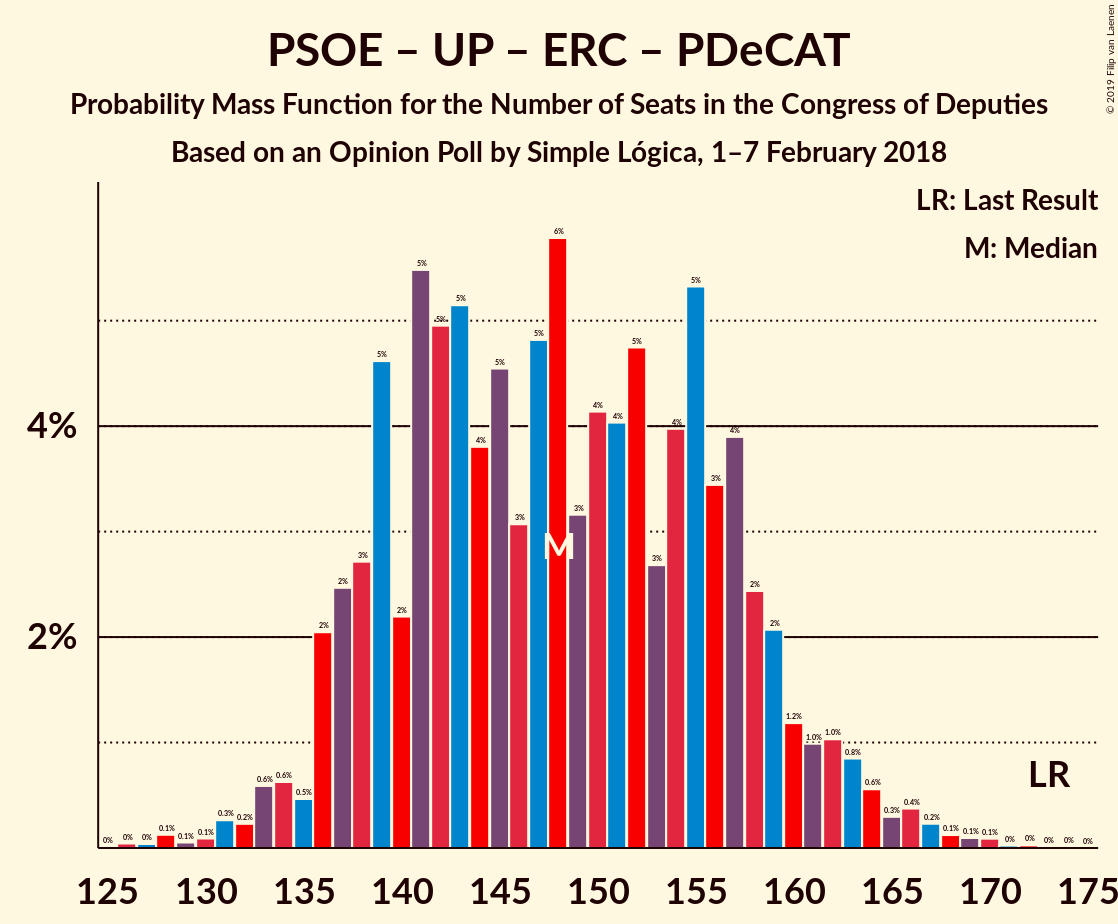 PSOE – UP – ERC – PDeCAT
Probability Mass Function for the Number of Seats in the Congress of Deputies
Based on an Opinion Poll by Simple Lógica, 1–7 February 2018
© 2019 Filip van Laenen
LR: Last Result
M: Median
4%
2%
0% 0% 0% 0.1% 0.1% 0.1% 0.3% 0.2% 0.6% 0.6% 0.5% 2% 2% 3% 5% 2% 5% 5% 5% 4% 5% 3% 5% 6% 3% 4% 4% 5% 3% 4% 5% 3% 4% 2% 2% 1.2% 1.0% 1.0% 0.8% 0.6% 0.3% 0.4% 0.2% 0.1% 0.1% 0.1% 0% 0% 0% 0% 0%
M
LR
125 130 135 140 145 150 155 160 165 170 175